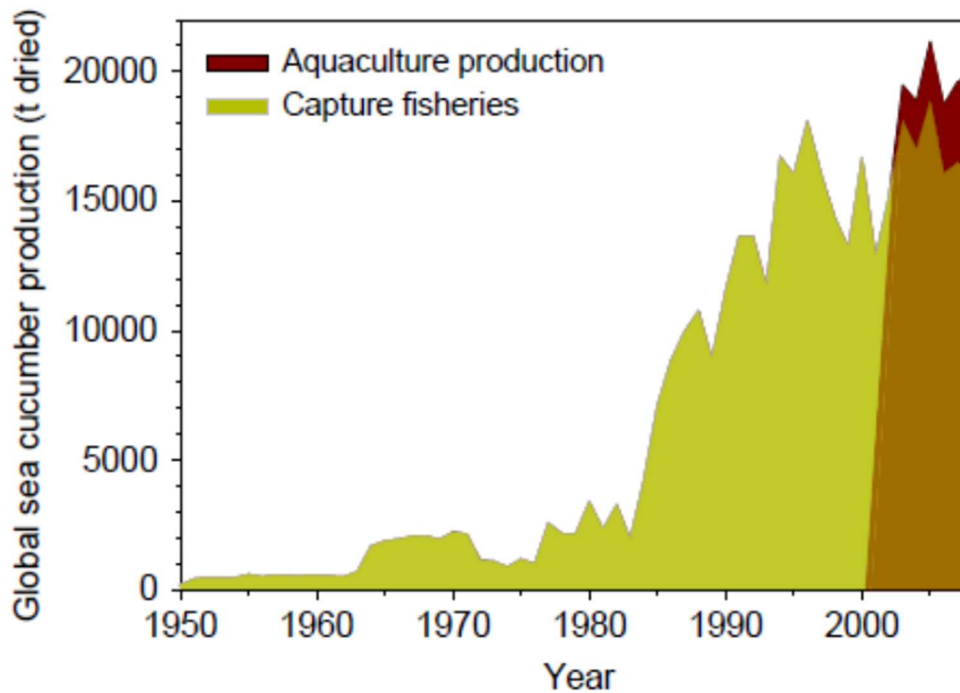 Global sea cucumber production (t dried)
20000
15000
10000
5000
0
Aquaculture production
Capture fisheries
1950 1960 1970 1980 1990 2000
Year